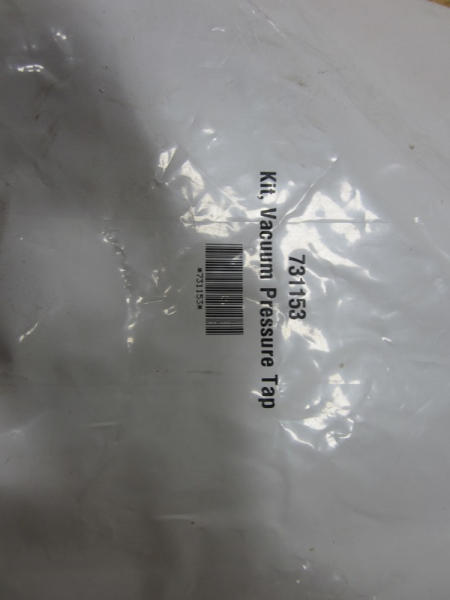 731153
Kit, Vacuum Pressure Tap
*731153*